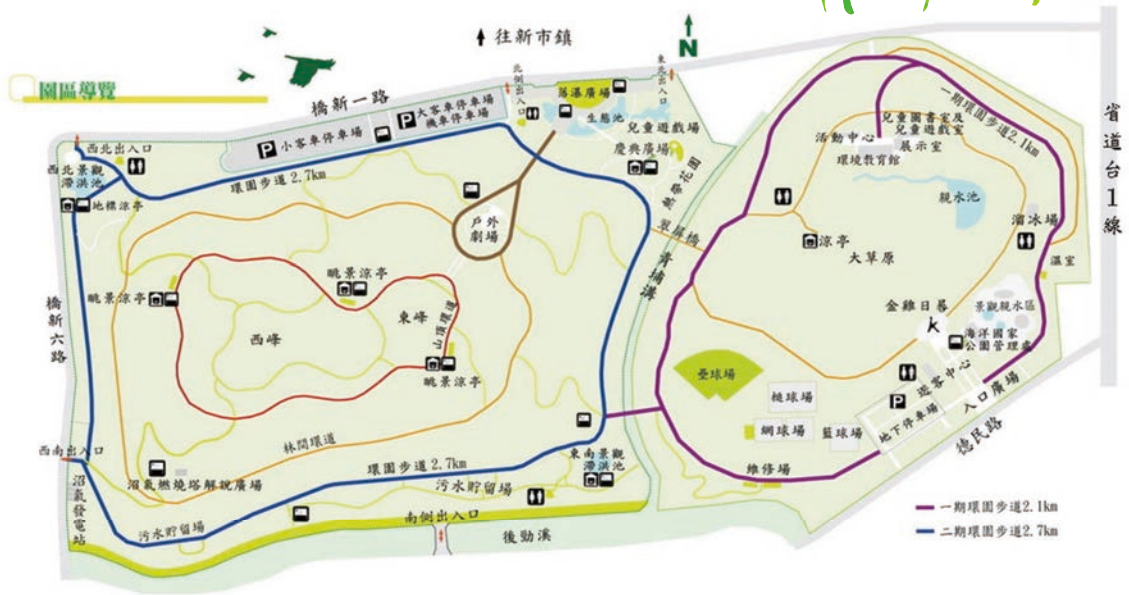 往新市鎮
N
園區導覽
橋新一路
北側出入口
東北出入口
落瀑廣場
生態池
大客車停車場
機車停車場
P
小客車停車場
P
兒童遊戲場
慶典廣場
熱帶花園
一期環園步道2.1km
省道台1線
兒童圖書室及
兒童遊戲室
活動中心
展示室
環境教育館
西北出入口
西北景觀
滯洪池
地標涼亭
環園步道 2.7km
戶外
劇場
翠屏橋
青埔溝
親水池
溜冰場
涼亭
大草原
溫室
眺景涼亭
眺景涼亭
橋新六路
西峰
東峰
山頂環道
眺景涼亭
金雞日晷
景觀親水區
海洋國家
公園管理處
壘球場
遊客中心
P
槌球場
入口廣場
地下停車場
網球場
籃球場
德民路
林間環道
西南出入口
環園步道 2.7km
東南景觀
滯洪池
維修場
沼氣燃燒塔解說廣場
污水貯留場
沼氣發電站
污水貯留場
南側出入口
後勁溪
一期環園步道2.1km
二期環園步道2.7km